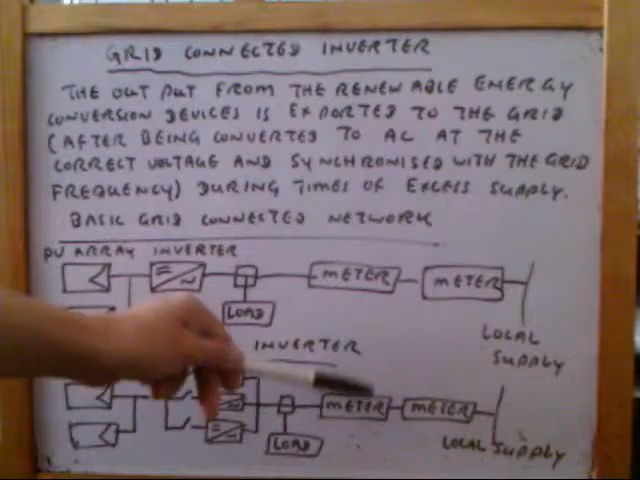 GRID CONNECTED INVERTER
THE OUT PUT FROM THE RENEWABLE ENERGY
CONVERSION DEVICES IS EXPORTED TO THE GRID
(AFTER BEING CONVERTED TO AC AT THE
CORRECT VOLTAGE AND SYNCHRONISED WITH THE GRID
FREQUENCY) DURING TIMES OF EXCESS SUPPLY.
BASIC GRID CONNECTED NETWORK
PV ARRAY INVERTER
METER METER
LOAD
LOCAL
SUPPLY
INVERTER
METER METER
LOAD
LOCAL SUPPLY